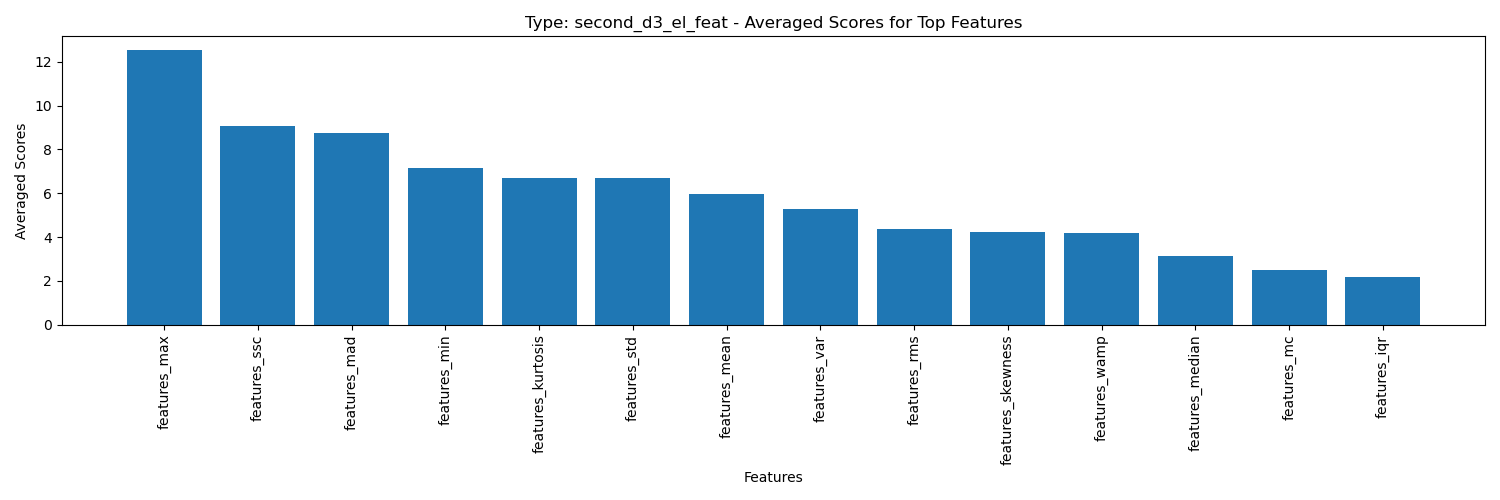 Type: second_d3_el_feat - Averaged Scores for Top Features
Averaged Scores
12
10
8
6
4
2
0
features_max
features_ssc
features_mad
features_min
features_kurtosis
features_std
features_mean
features_var
features_rms
features_skewness
features_wamp
features_median
features_mc
features_iqr
Features